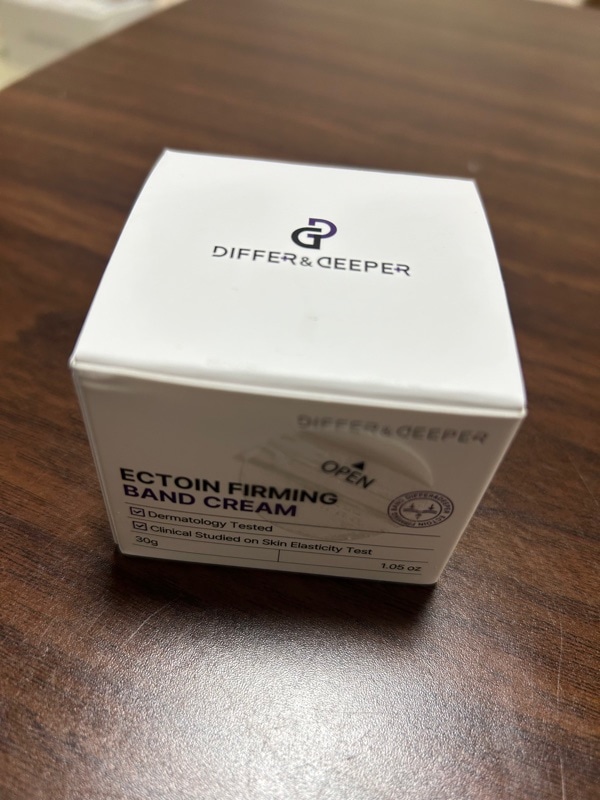 DIFFER & DEEPER
DIFFER & DEEPER
OPEN
ECTOIN FIRMING
BAND CREAM
Dermatology Tested
Clinical Studied on Skin Elasticity Test
30g
1.05 oz